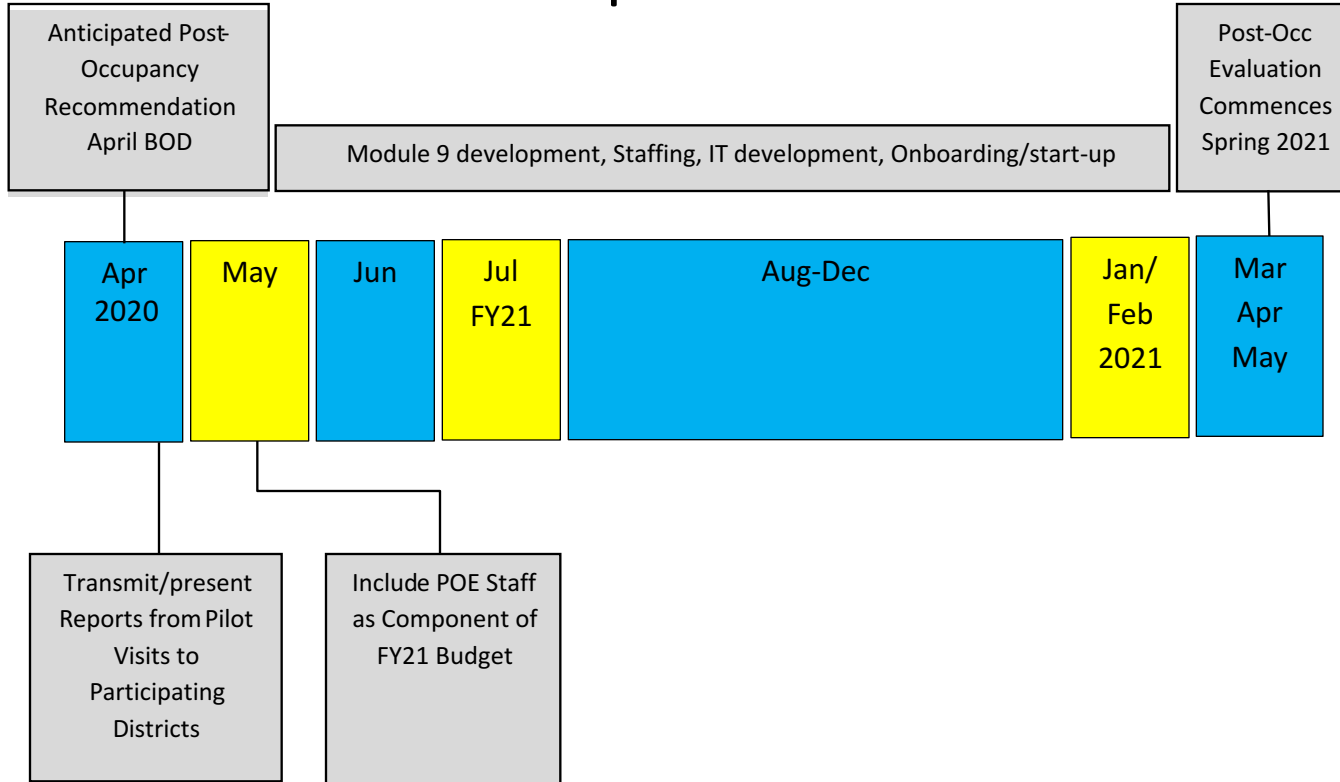 Anticipated Post-
Occupancy
Recommendation
April BOD
Module 9 development, Staffing, IT development, Onboarding/start-up
Post-Occ
Evaluation
Commences
Spring 2021
Apr
2020
May
Jun
Jul
FY21
Aug-Dec
Jan/
Feb
2021
Mar
Apr
May
Transmit/present
Reports from Pilot
Visits to
Participating
Districts
Include POE Staff
as Component of
FY21 Budget